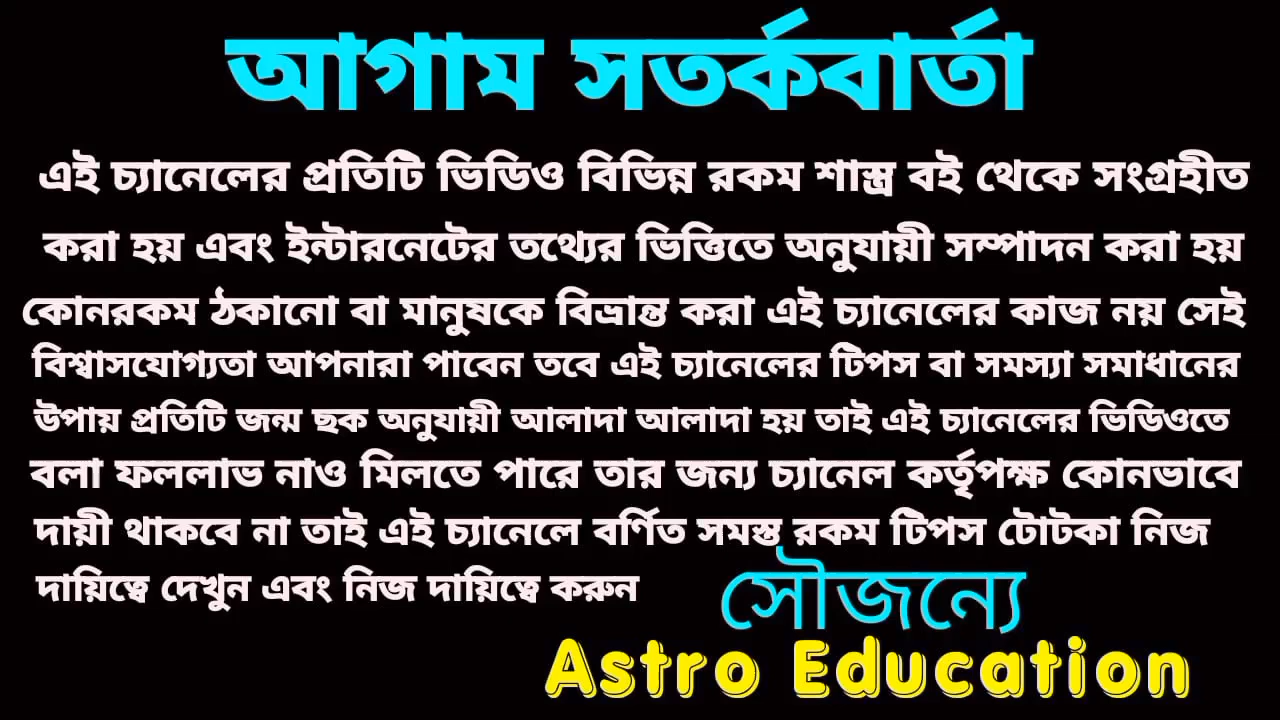 আগাম সতর্কবার্তা
এই চ্যানেলের প্রতিটি ভিডিও বিভিন্ন রকম শাস্ত্র বই থেকে সংগ্রহীত
করা হয় এবং ইন্টারনেটের তথ্যের ভিত্তিতে অনুযায়ী সম্পাদন করা হয়
কোনরকম ঠকানো বা মানুষকে বিভ্রান্ত করা এই চ্যানেলের কাজ নয় সেই
বিশ্বাসযোগ্যতা আপনারা পাবেন তবে এই চ্যানেলের টিপস বা সমস্যা সমাধানের
উপায় প্রতিটি জন্ম ছক অনুযায়ী আলাদা আলাদা হয় তাই এই চ্যানেলের ভিডিওতে
বলা ফললাভ নাও মিলতে পারে তার জন্য চ্যানেল কর্তৃপক্ষ কোনভাবে
দায়ী থাকবে না তাই এই চ্যানেলে বর্ণিত সমস্ত রকম টিপস টোটকা নিজ
দায়িত্বে দেখুন এবং নিজ দায়িত্বে করুন
সৌজন্যে
Astro Education